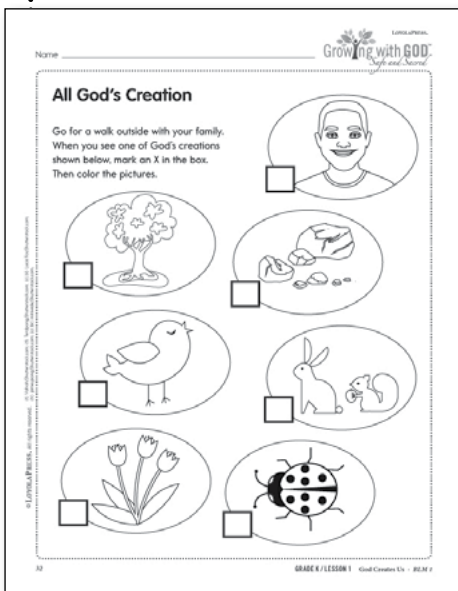 LOYOLAPRESS.
Name
Growing with GOD
Safe and Sacred
All God's Creation
Go for a walk outside with your family.
When you see one of God's creations
shown below, mark an X in the box.
Then color the pictures.
© LOYOLAPRESS. All rights reserved.
32
GRADE K / LESSON 1 God Creates Us • BLM 1